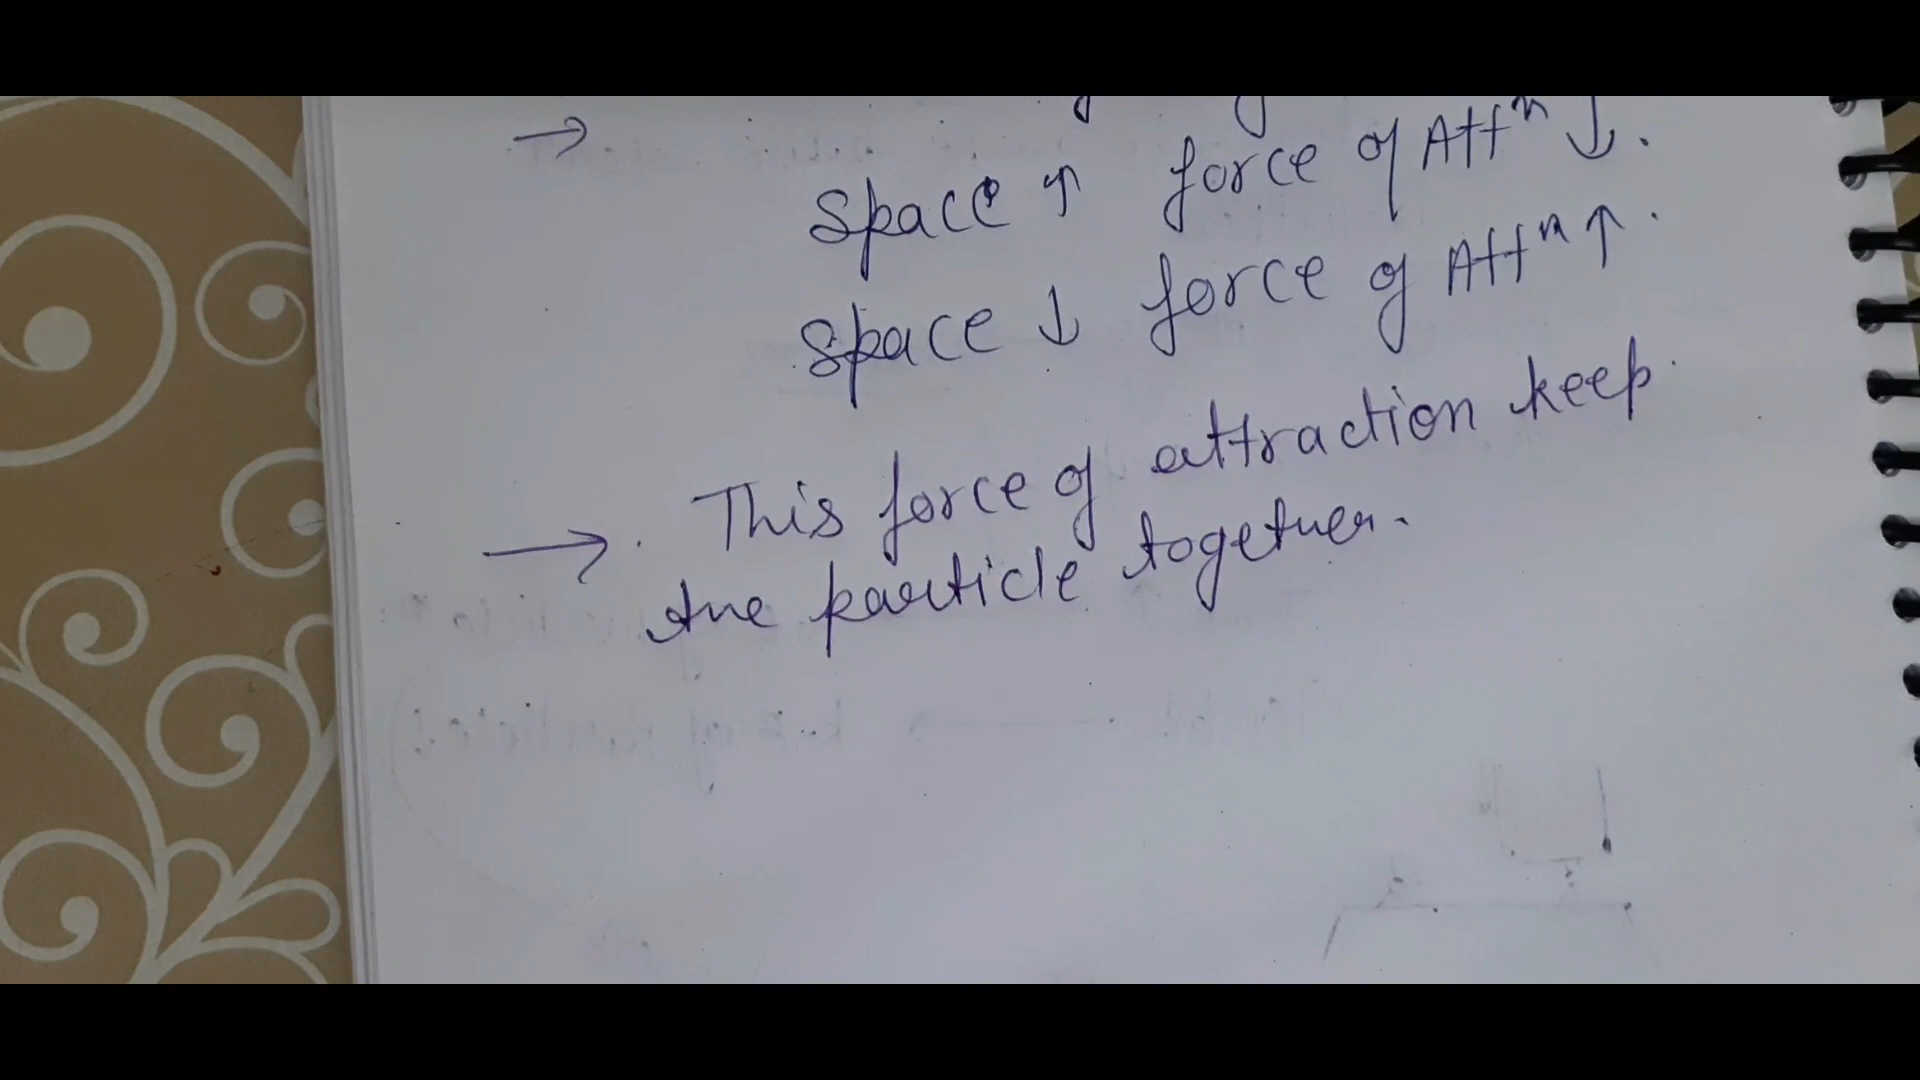 →
Space ↑ force of Attⁿ ↓.
Space ↓ force of Attⁿ ↑.
→ This force of attraction keep
the particle together.